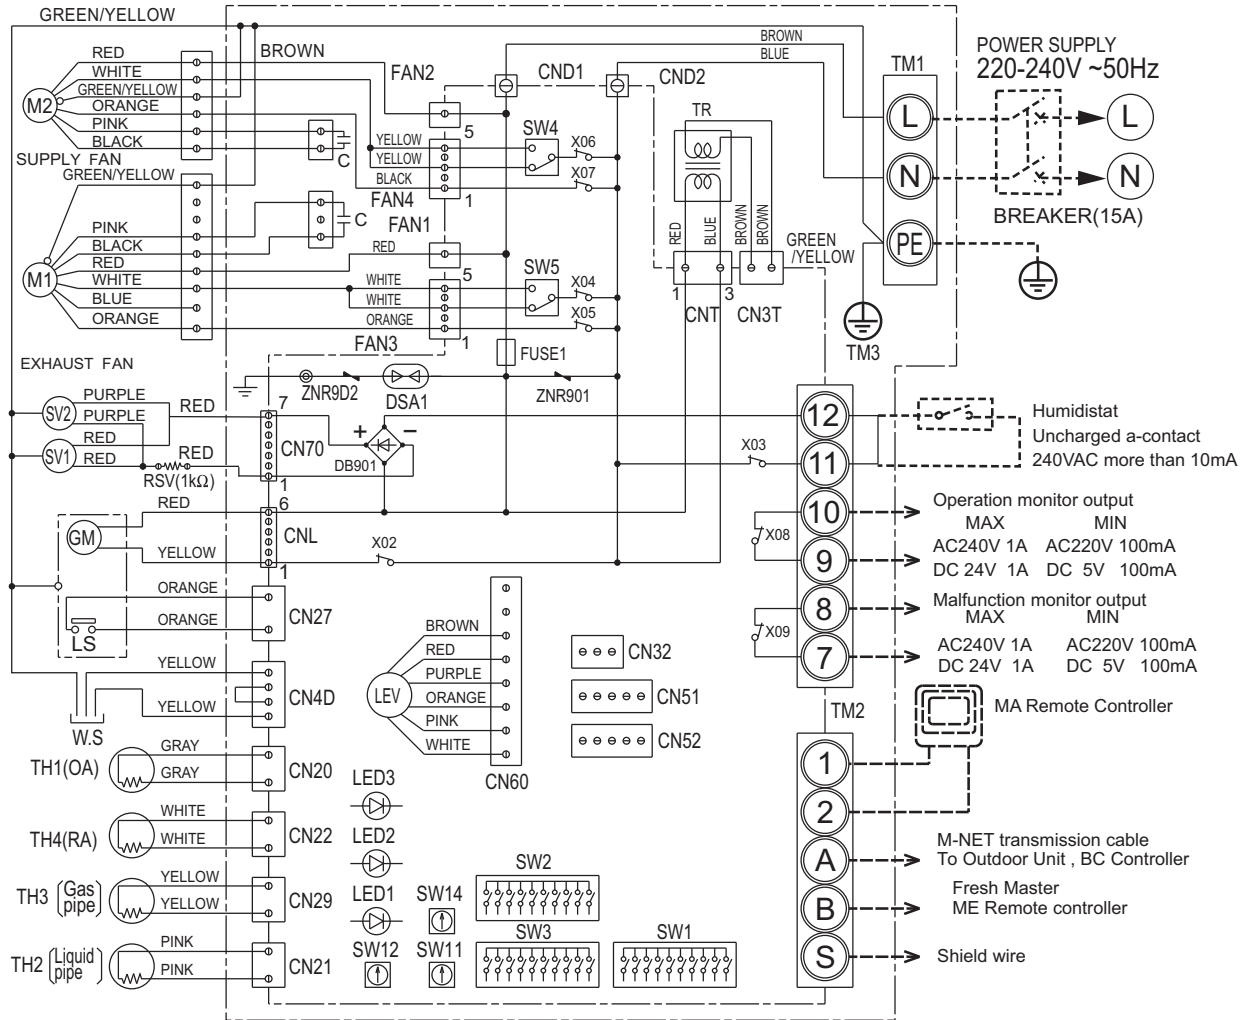 GREEN/YELLOW
BROWN
RED
WHITE
GREEN/YELLOW
ORANGE
PINK
BLACK
M2
SUPPLY FAN
GREEN/YELLOW
C
C
PINK
BLACK
RED
WHITE
BLUE
ORANGE
M1
EXHAUST FAN
FAN2
5
YELLOW
YELLOW
BLACK
1
FAN4
FAN1
RED
5
WHITE
WHITE
ORANGE
1
FAN3
CND1
CND2
SW4
X06
X07
SW5
X04
X05
FUSE1
ZNR9D2
DSA1
ZNR901
BROWN
BLUE
TR
RED
BLUE
BROWN
BROWN
1
3
CNT
CN3T
GREEN
/YELLOW
TM1
L
N
PE
TM3
POWER SUPPLY
220-240V ~50Hz
L
N
BREAKER(15A)
SV2
PURPLE
PURPLE
RED
SV1
RED
RED
RED
RSV(1kΩ)
7
CN70
1
+
−
DB901
RED
6
GM
CNL
YELLOW
1
X02
X03
ORANGE
ORANGE
LS
CN27
YELLOW
YELLOW
CN4D
W.S
TH1(OA)
GRAY
GRAY
CN20
TH4(RA)
WHITE
WHITE
CN22
TH3 (Gas
pipe)
YELLOW
YELLOW
CN29
TH2 (Liquid
pipe)
PINK
PINK
CN21
BROWN
RED
PURPLE
ORANGE
PINK
WHITE
LEV
CN60
CN32
CN51
CN52
LED3
LED2
LED1
SW14
SW12
SW11
SW2
SW3
SW1
12
11
10
9
8
7
X08
X09
TM2
1
2
A
B
S
Humidistat
Uncharged a-contact
240VAC more than 10mA
Operation monitor output
MAX MIN
AC240V 1A AC220V 100mA
DC 24V 1A DC 5V 100mA
Malfunction monitor output
MAX MIN
AC240V 1A AC220V 100mA
DC 24V 1A DC 5V 100mA
MA Remote Controller
M-NET transmission cable
To Outdoor Unit , BC Controller
Fresh Master
ME Remote controller
Shield wire